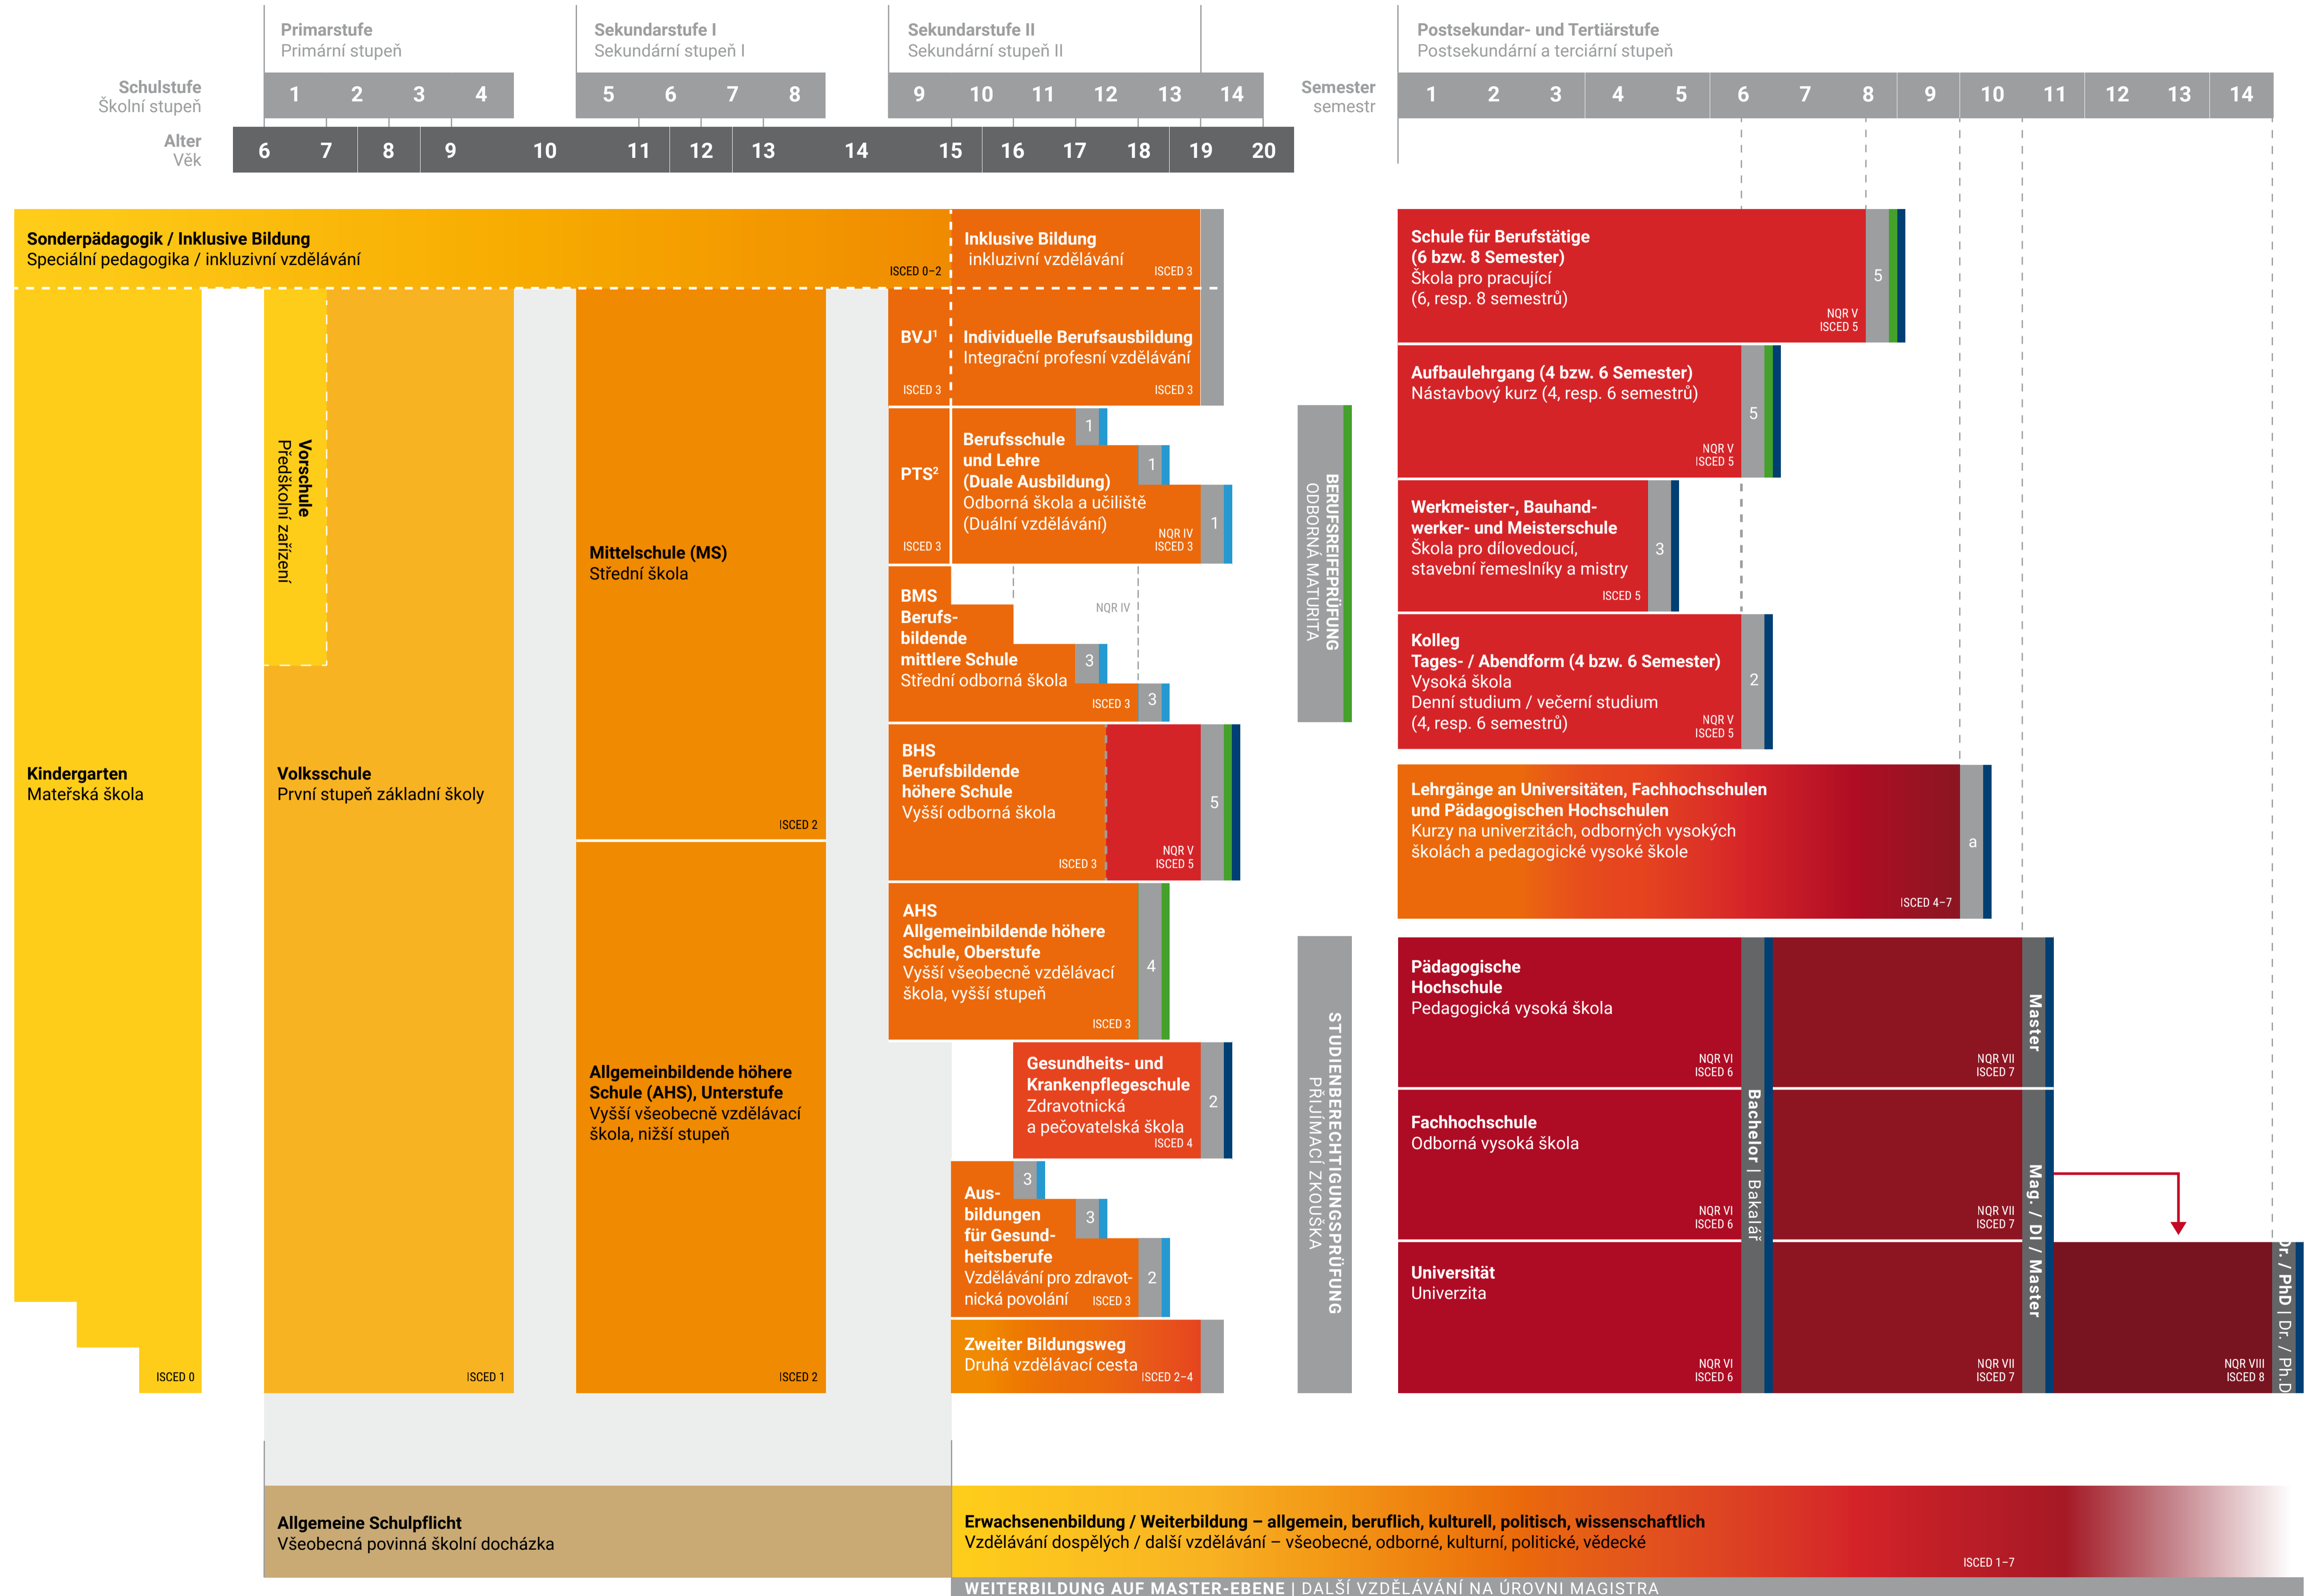 Primarstufe
Primární stupeň
Sekundarstufe I
Sekundární stupeň I
Sekundarstufe II
Sekundární stupeň II
Postsekundar- und Tertiärstufe
Postsekundární a terciární stupeň
Schulstufe
Školní stupeň
1 2 3 4 5 6 7 8 9 10 11 12 13 14
Semester
semestr
1 2 3 4 5 6 7 8 9 10 11 12 13 14
Alter
Věk
6 7 8 9 10 11 12 13 14 15 16 17 18 19 20
Sonderpädagogik / Inklusive Bildung
Speciální pedagogika / inkluzivní vzdělávání
ISCED 0–2
Inklusive Bildung
inkluzivní vzdělávání
ISCED 3
Kindergarten
Mateřská škola
ISCED 0
Vorschule
Předškolní zařízení
Volksschule
První stupeň základní školy
ISCED 1
Mittelschule (MS)
Střední škola
ISCED 2
Allgemeinbildende höhere
Schule (AHS), Unterstufe
Vyšší všeobecně vzdělávací
škola, nižší stupeň
ISCED 2
BVJ¹
ISCED 3
Individuelle Berufsausbildung
Integrační profesní vzdělávání
ISCED 3
PTS²
ISCED 3
Berufsschule
und Lehre
(Duale Ausbildung)
Odborná škola a učiliště
(Duální vzdělávání)
NQR IV
ISCED 3
1
1
1
BMS
Berufs-
bildende
mittlere Schule
Střední odborná škola
ISCED 3
NQR IV
3
3
BHS
Berufsbildende
höhere Schule
Vyšší odborná škola
ISCED 3
NQR V
ISCED 5
5
AHS
Allgemeinbildende höhere
Schule, Oberstufe
Vyšší všeobecně vzdělávací
škola, vyšší stupeň
ISCED 3
4
Gesundheits- und
Krankenpflegeschule
Zdravotnická
a pečovatelská škola
ISCED 4
2
Aus-
bildungen
für Gesund-
heitsberufe
Vzdělávání pro zdravot-
nická povolání
ISCED 3
3
3
2
Zweiter Bildungsweg
Druhá vzdělávací cesta
ISCED 2–4
BERUFSREIFEPRÜFUNG
ODBORNÁ MATURITA
STUDIENBERECHTIGUNGSPRÜFUNG
PŘIJÍMACÍ ZKOUŠKA
Schule für Berufstätige
(6 bzw. 8 Semester)
Škola pro pracující
(6, resp. 8 semestrů)
NQR V
ISCED 5
5
Aufbaulehrgang (4 bzw. 6 Semester)
Nástavbový kurz (4, resp. 6 semestrů)
NQR V
ISCED 5
5
Werkmeister-, Bauhand-
werker- und Meisterschule
Škola pro dílovedoucí,
stavební řemeslníky a mistry
ISCED 5
3
Kolleg
Tages- / Abendform (4 bzw. 6 Semester)
Vysoká škola
Denní studium / večerní studium
(4, resp. 6 semestrů)
NQR V
ISCED 5
2
Lehrgänge an Universitäten, Fachhochschulen
und Pädagogischen Hochschulen
Kurzy na univerzitách, odborných vysokých
školách a pedagogické vysoké škole
ISCED 4–7
a
Pädagogische
Hochschule
Pedagogická vysoká škola
NQR VI
ISCED 6
NQR VII
ISCED 7
Master
Fachhochschule
Odborná vysoká škola
NQR VI
ISCED 6
NQR VII
ISCED 7
Bachelor | Bakalář
Mag. / DI / Master
Universität
Univerzita
NQR VI
ISCED 6
NQR VII
ISCED 7
NQR VIII
ISCED 8
Dr. / PhD | Dr. / Ph.D
Allgemeine Schulpflicht
Všeobecná povinná školní docházka
Erwachsenenbildung / Weiterbildung – allgemein, beruflich, kulturell, politisch, wissenschaftlich
Vzdělávání dospělých / další vzdělávání – všeobecné, odborné, kulturní, politické, vědecké
ISCED 1–7
WEITERBILDUNG AUF MASTER-EBENE | DALŠÍ VZDĚLÁVÁNÍ NA ÚROVNI MAGISTRA